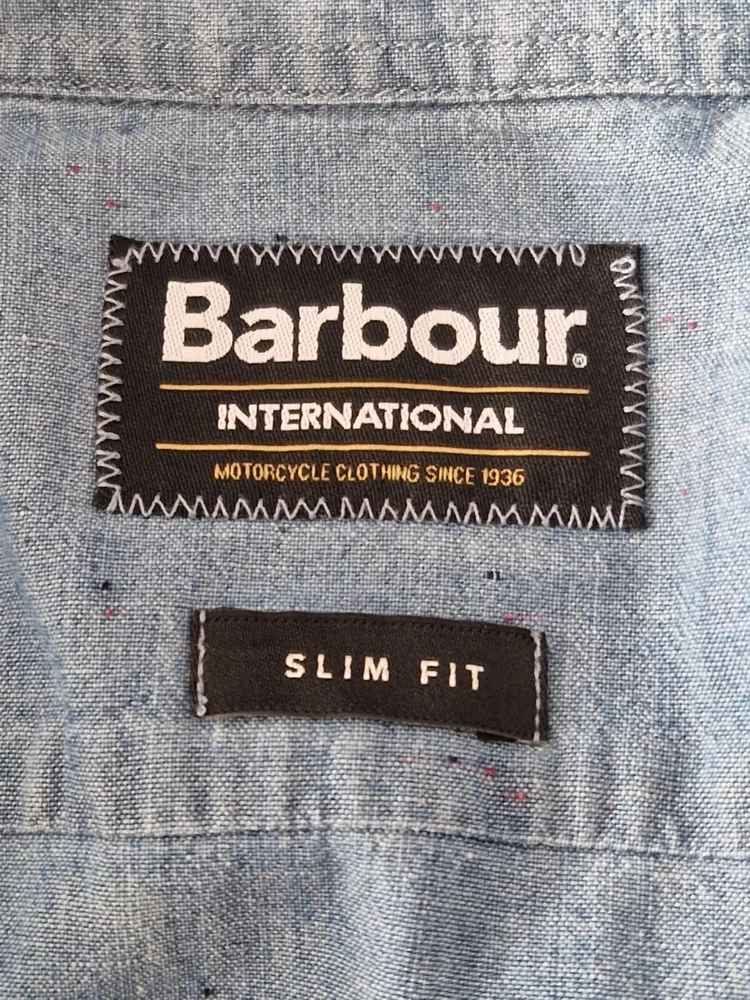 Barbour®
INTERNATIONAL
MOTORCYCLE CLOTHING SINCE 1936
SLIM FIT